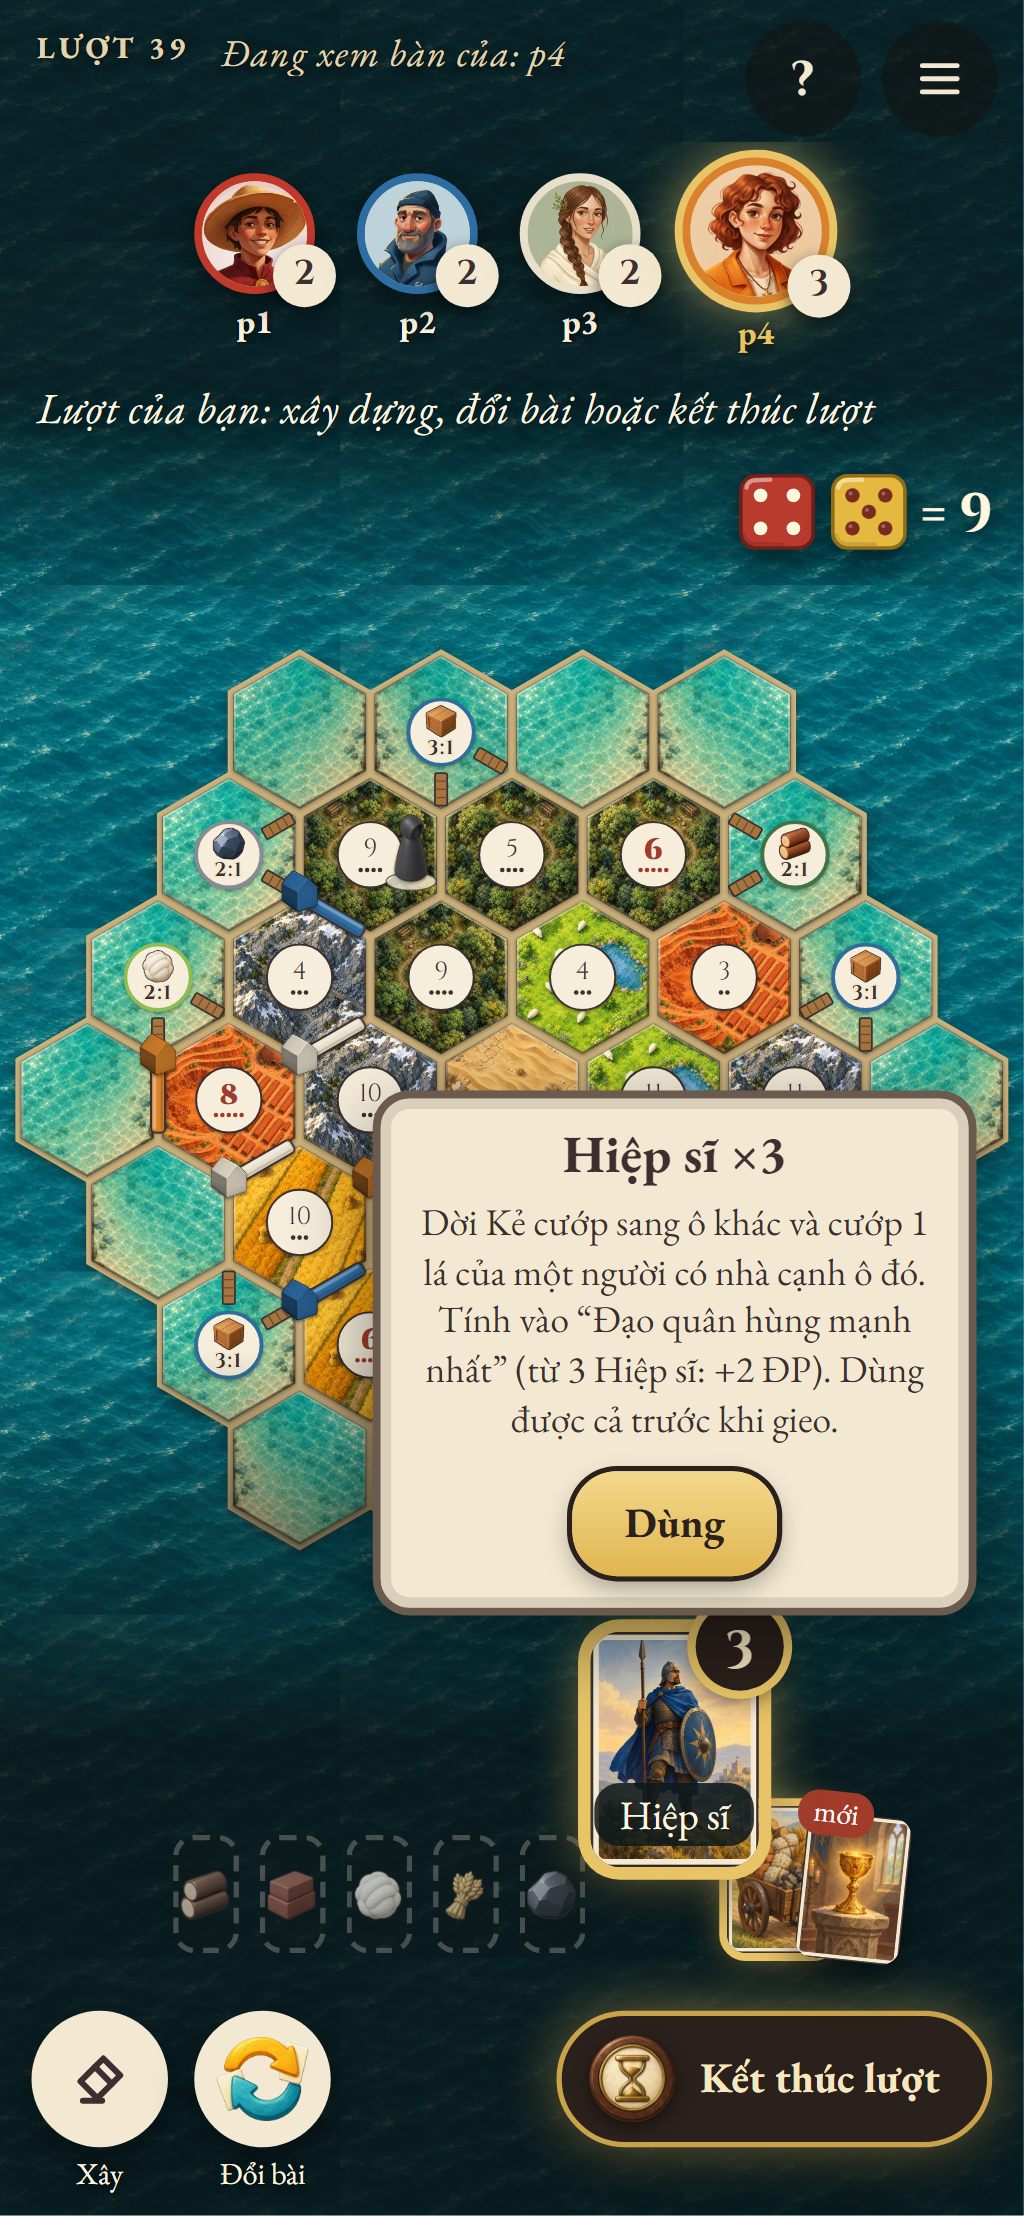 LƯỢT 39
Đang xem bàn của: p4
?
2
2
2
3
p1
p2
p3
p4
Lượt của bạn: xây dựng, đổi bài hoặc kết thúc lượt
= 9
3:1
2:1
9
5
6
2:1
2:1
4
9
4
3
3:1
8
10
11
11
10
3:1
6
Hiệp sĩ ×3
Dời Kẻ cướp sang ô khác và cướp 1
lá của một người có nhà cạnh ô đó.
Tính vào “Đạo quân hùng mạnh
nhất” (từ 3 Hiệp sĩ: +2 ĐP). Dùng
được cả trước khi gieo.
Dùng
3
Hiệp sĩ
mới
Kết thúc lượt
Xây
Đổi bài